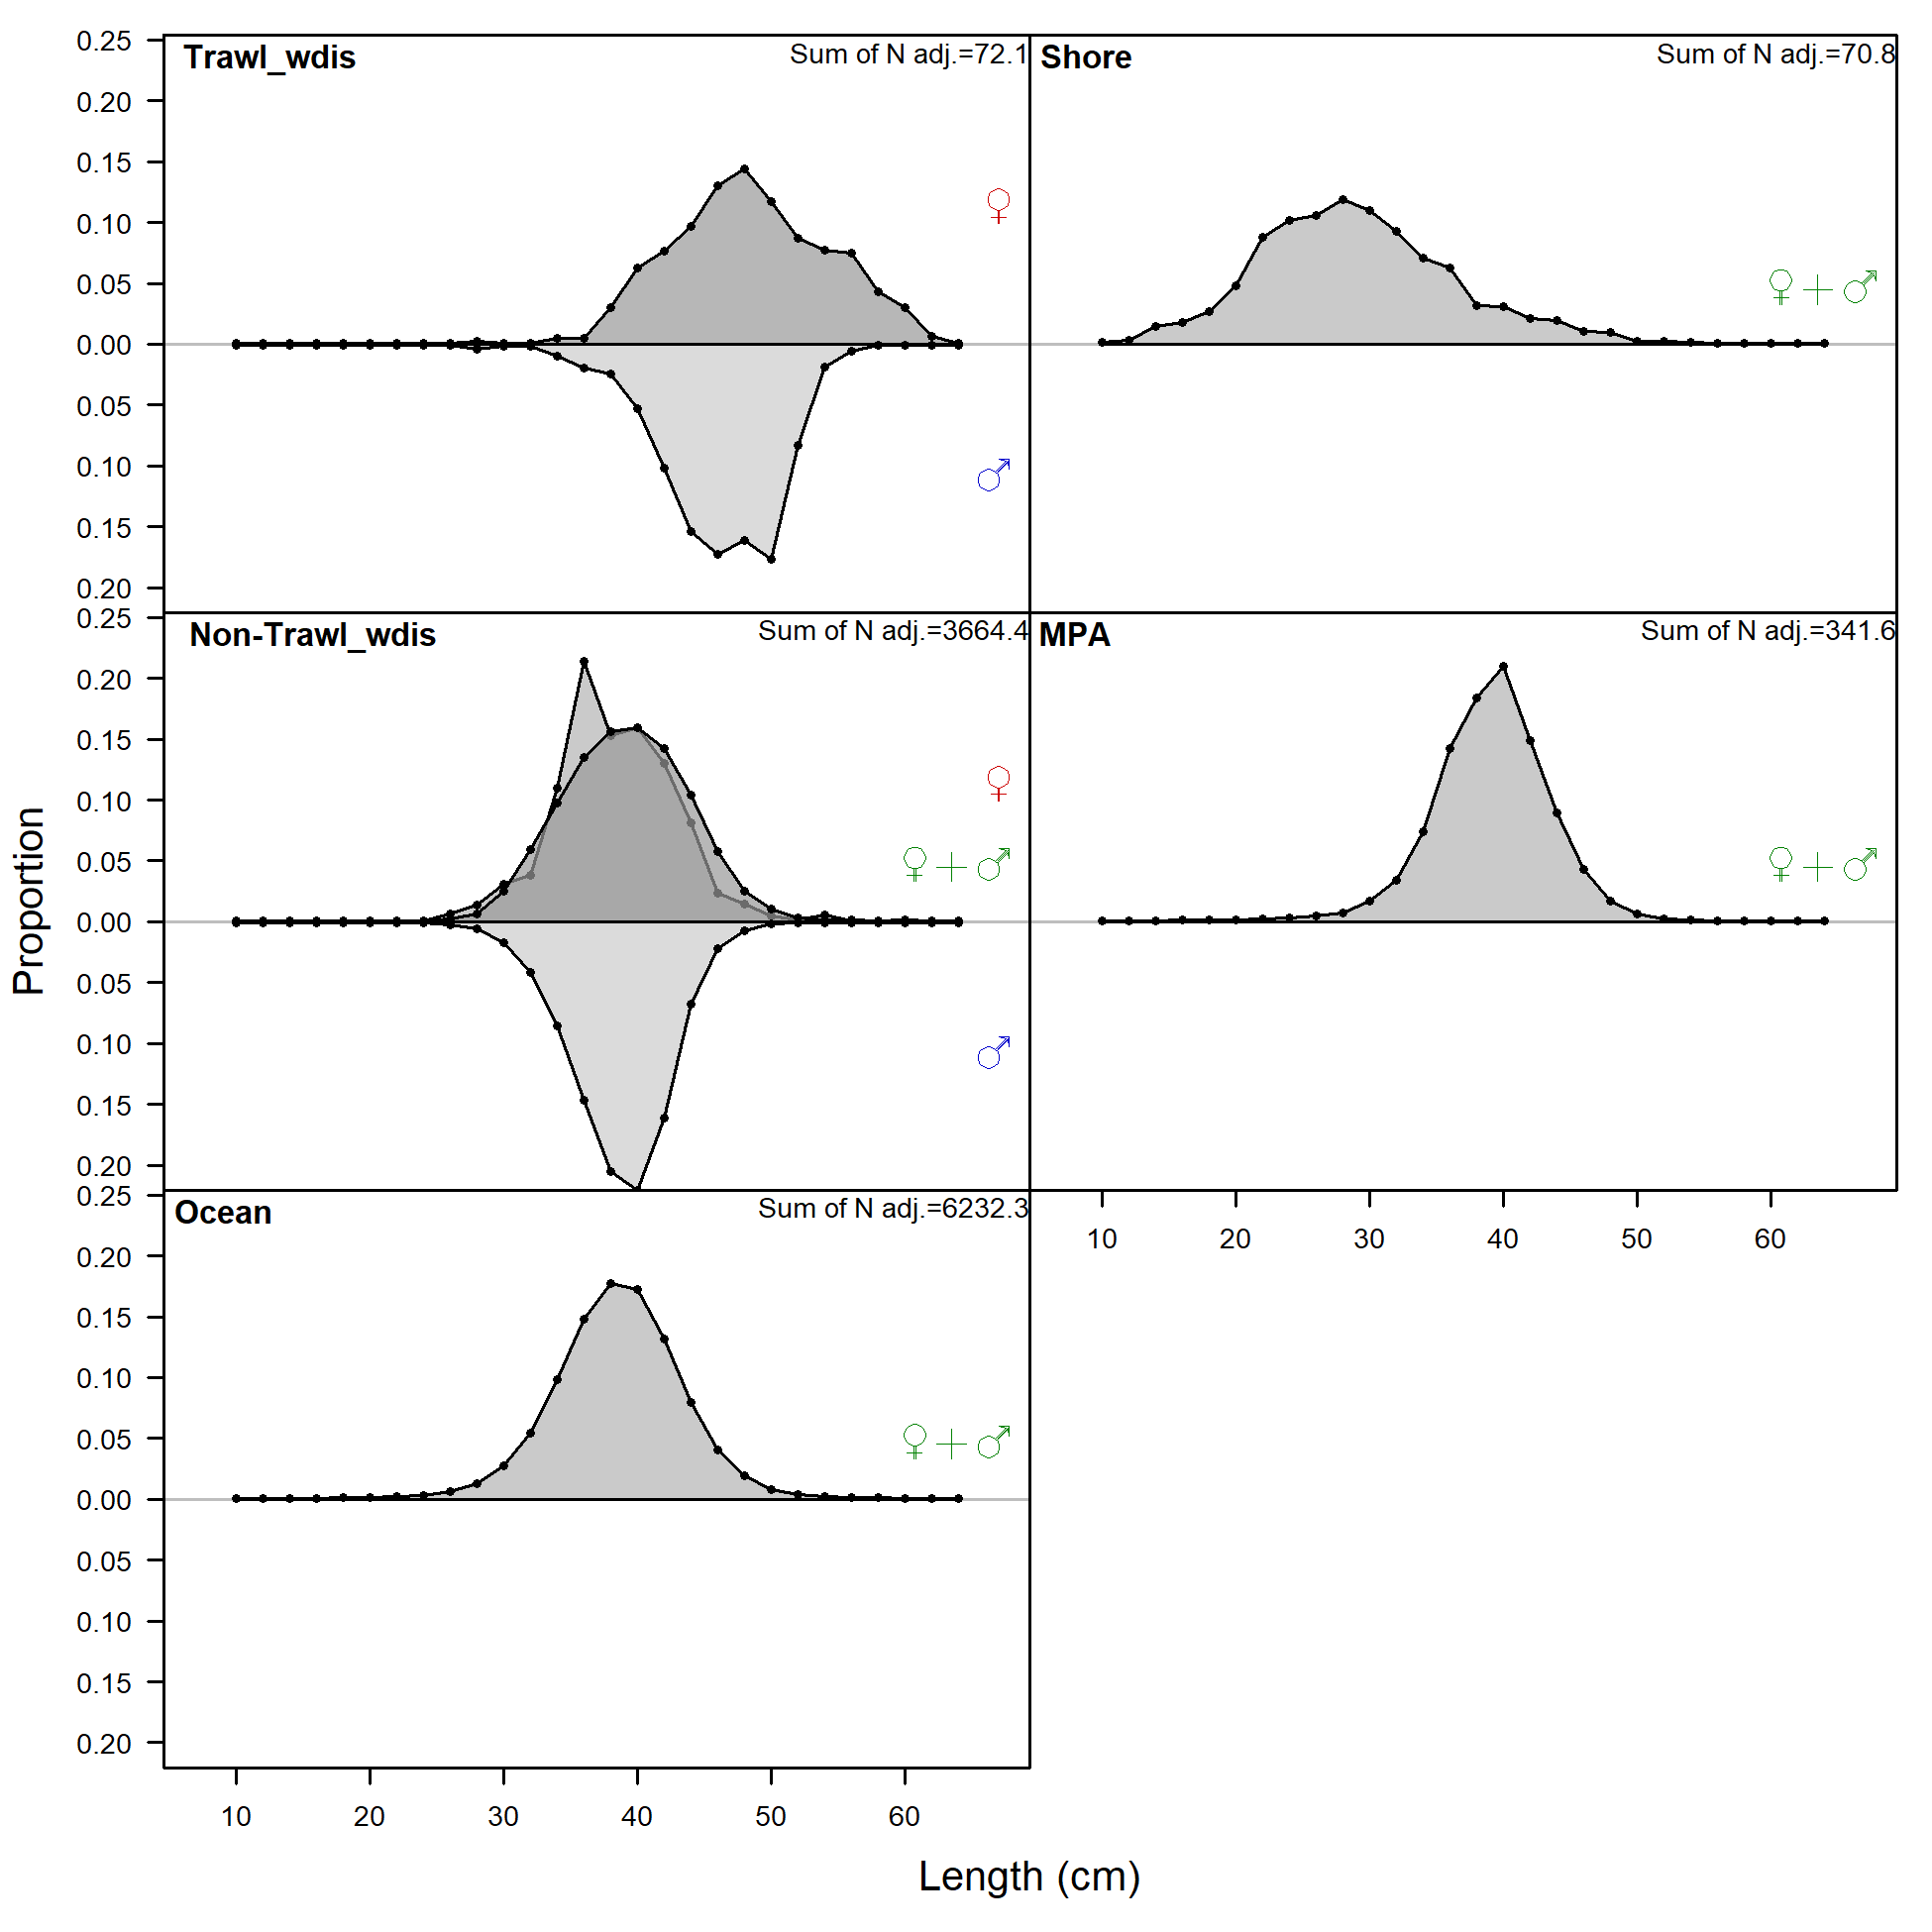 Trawl_wdis
Sum of N adj.=72.1
0.25
0.20
0.15
0.10
0.05
0.00
0.05
0.10
0.15
0.20
♀
♂
Shore
Sum of N adj.=70.8
♀+♂
Non-Trawl_wdis
Sum of N adj.=3664.4
0.25
0.20
0.15
0.10
0.05
0.00
0.05
0.10
0.15
0.20
♀
♀+♂
♂
MPA
Sum of N adj.=341.6
♀+♂
10 20 30 40 50 60
Ocean
Sum of N adj.=6232.3
0.25
0.20
0.15
0.10
0.05
0.00
0.05
0.10
0.15
0.20
♀+♂
10 20 30 40 50 60
Proportion
Length (cm)